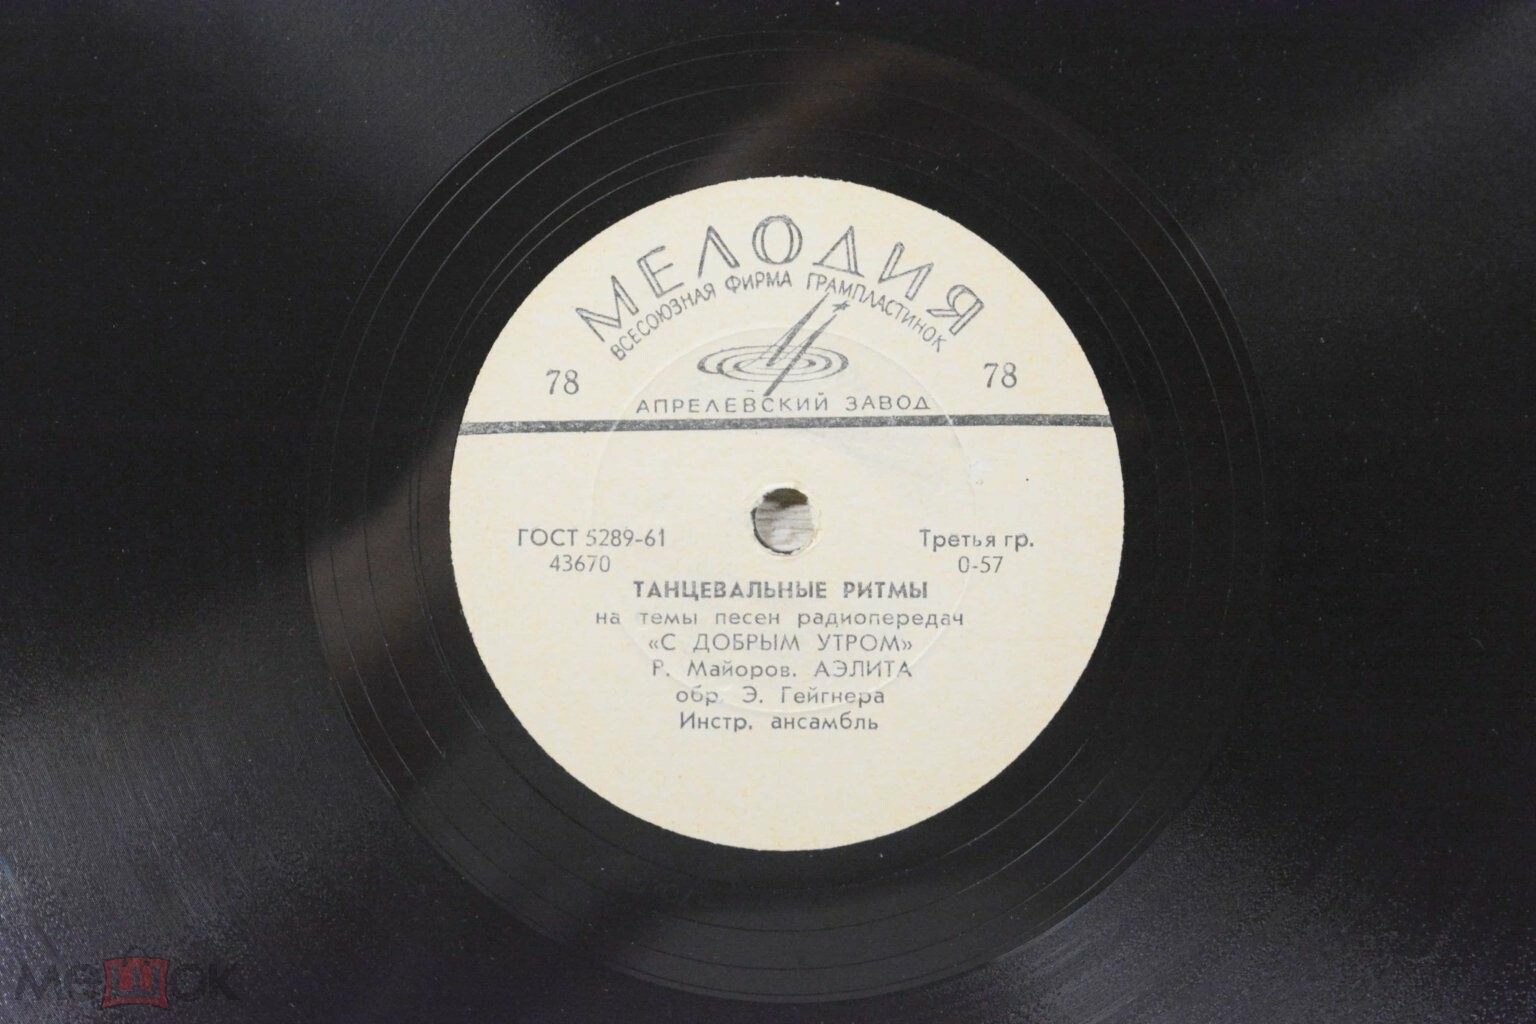 МЕЛОДИЯ
ВСЕСОЮЗНАЯ ФИРМА ГРАМПЛАСТИНОК
78 78
АПРЕЛЕВСКИЙ ЗАВОД
ГОСТ 5289-61 Третья гр.
43670 0-57
ТАНЦЕВАЛЬНЫЕ РИТМЫ
на темы песен радиопередач
«С ДОБРЫМ УТРОМ»
Р. Майоров. АЭЛИТА
обр. Э. Гейгнера
Инстр. ансамбль
мешок